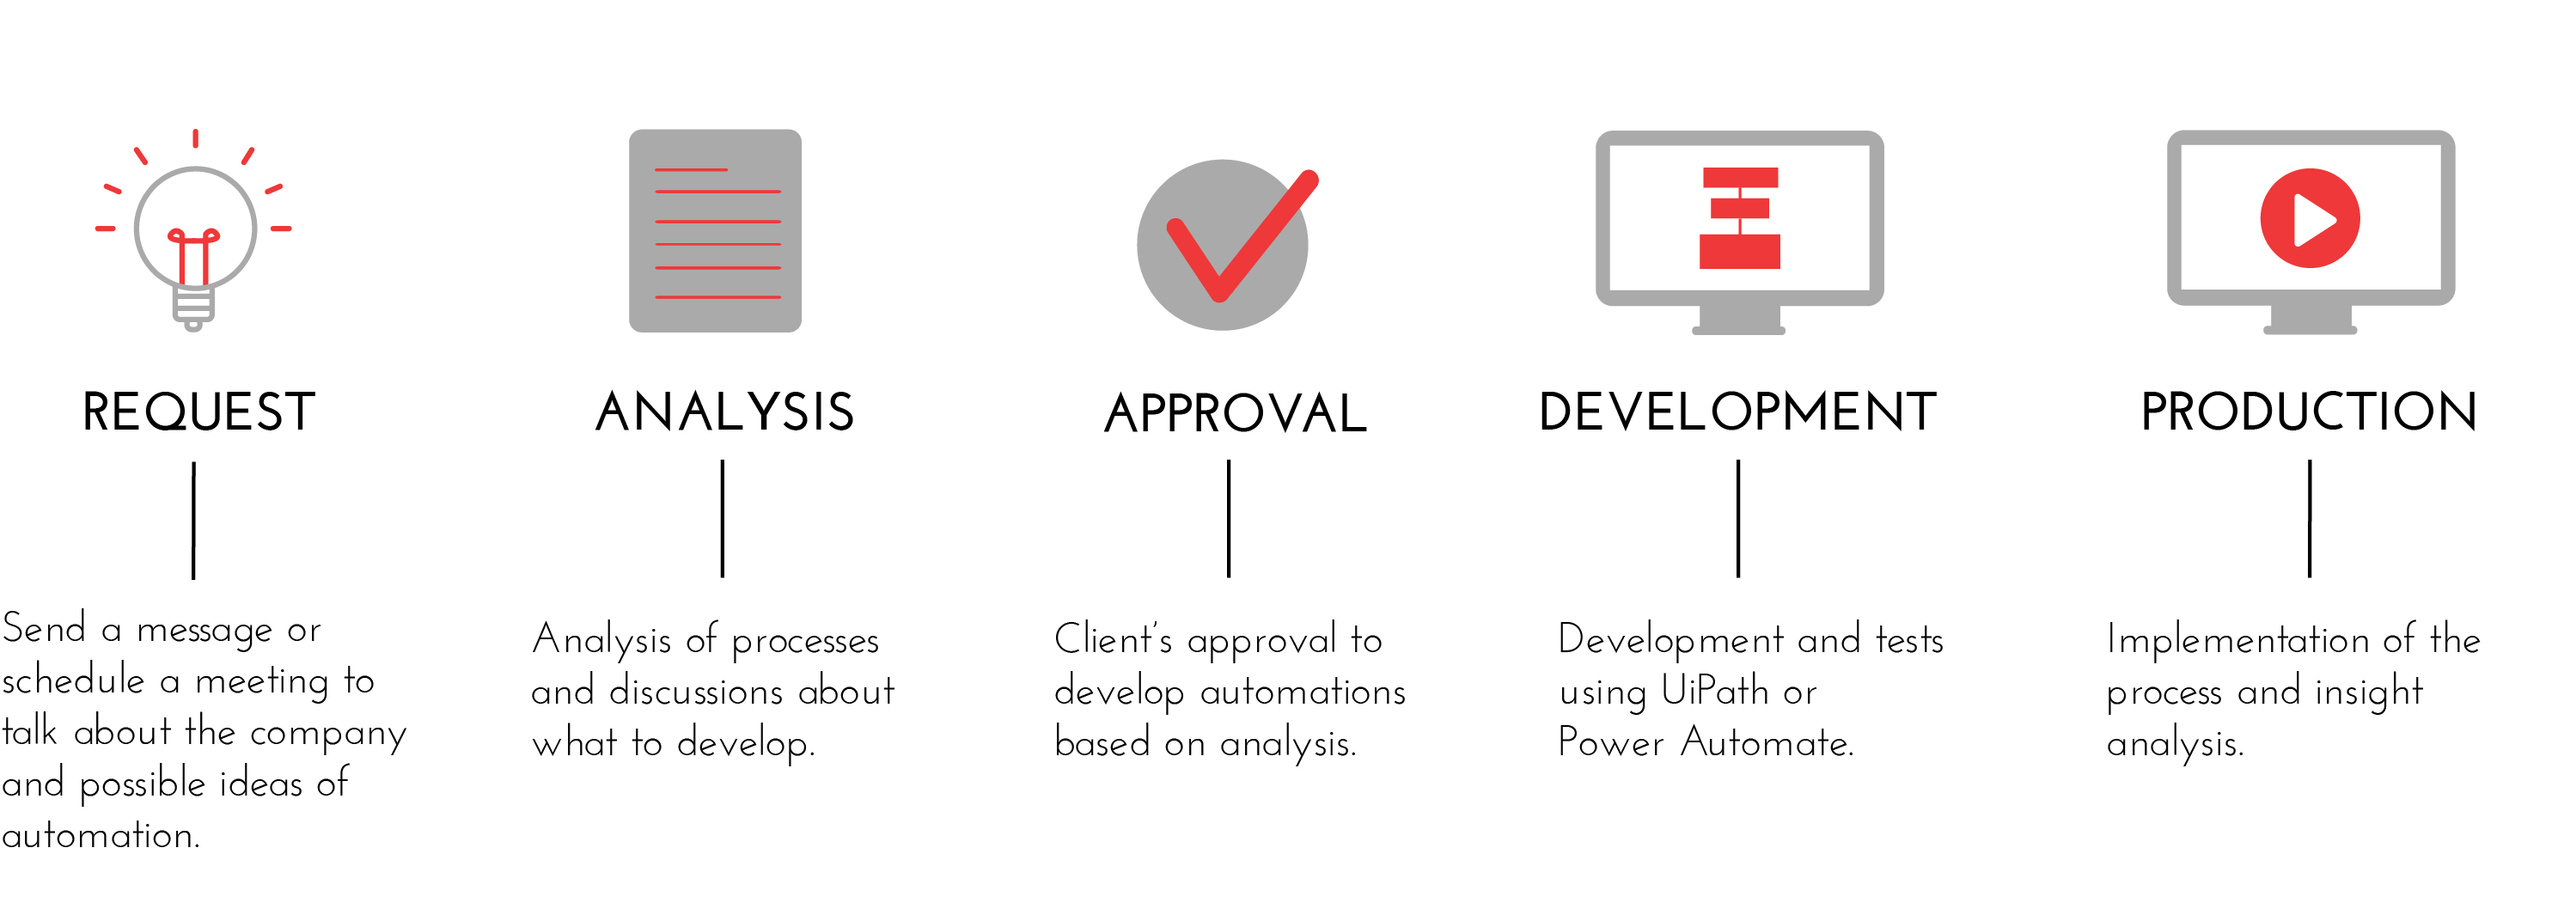 REQUEST
Send a message or
schedule a meeting to
talk about the company
and possible ideas of
automation.
ANALYSIS
Analysis of processes
and discussions about
what to develop.
APPROVAL
Client’s approval to
develop automations
based on analysis.
DEVELOPMENT
Development and tests
using UiPath or
Power Automate.
PRODUCTION
Implementation of the
process and insight
analysis.